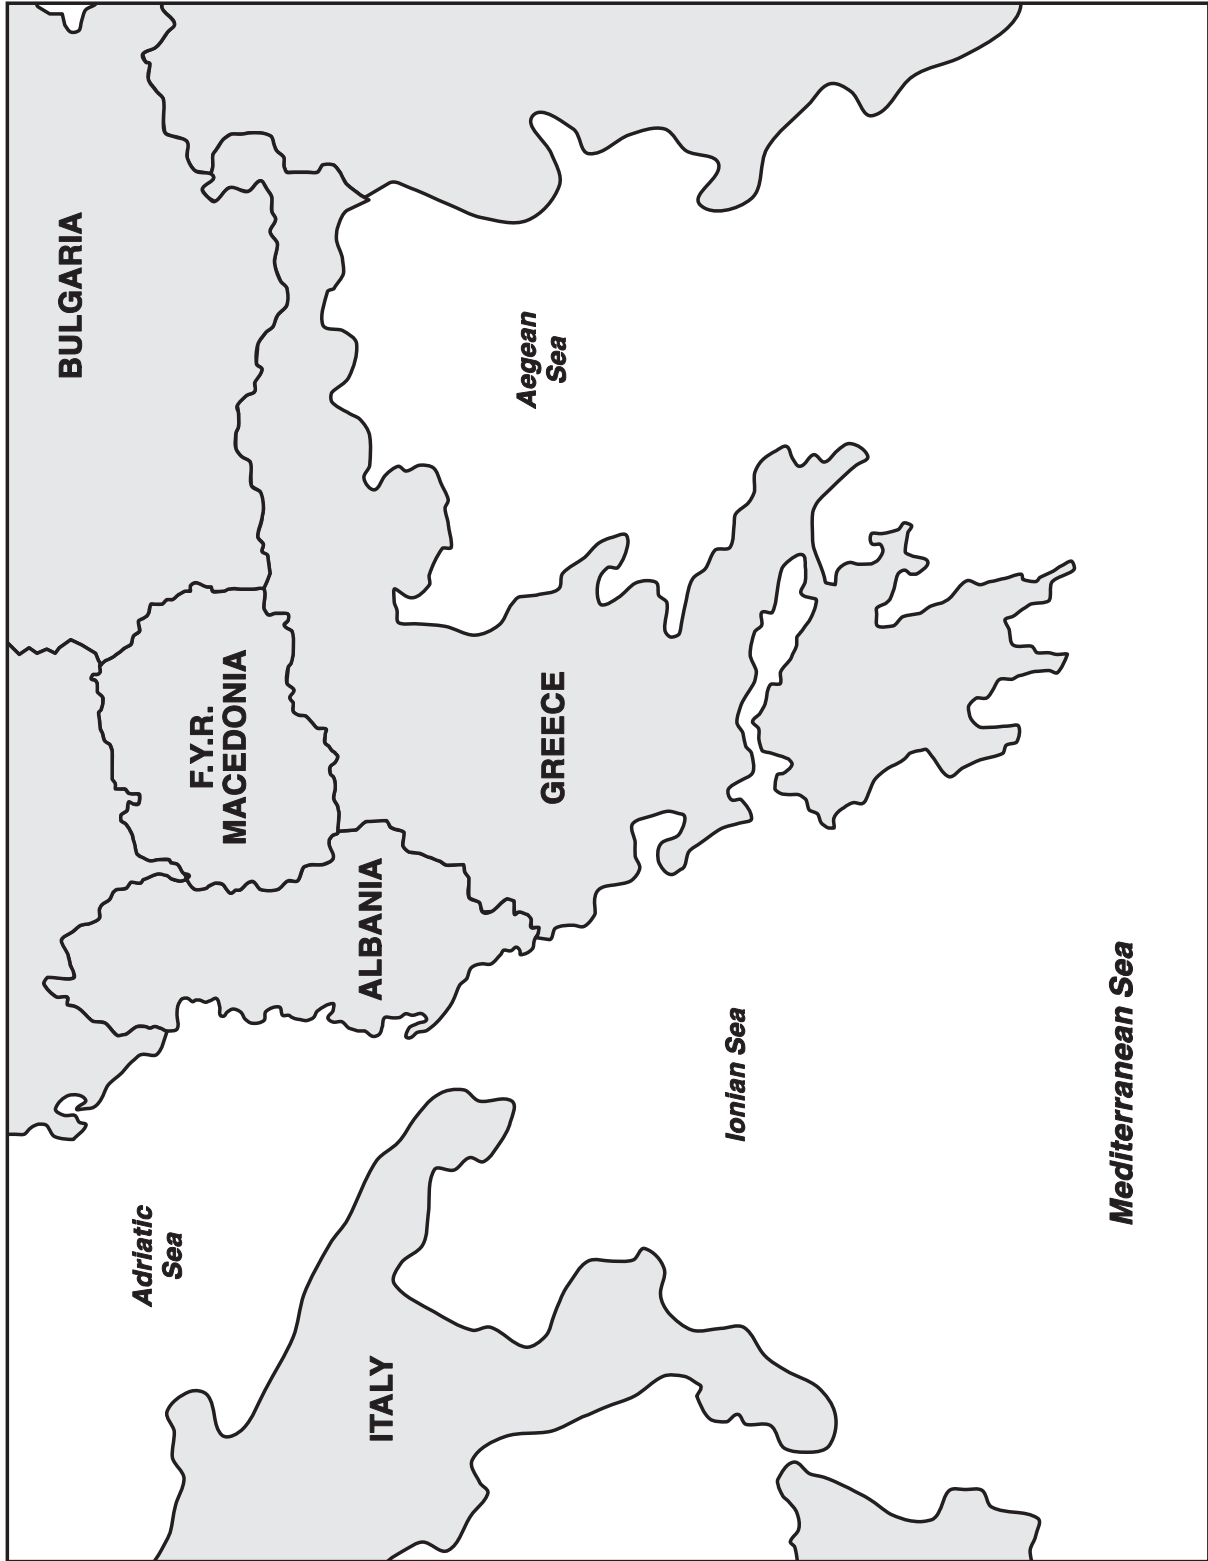 BULGARIA
F.Y.R.
MACEDONIA
ALBANIA
GREECE
ITALY
Adriatic
Sea
Aegean
Sea
Ionian Sea
Mediterranean Sea